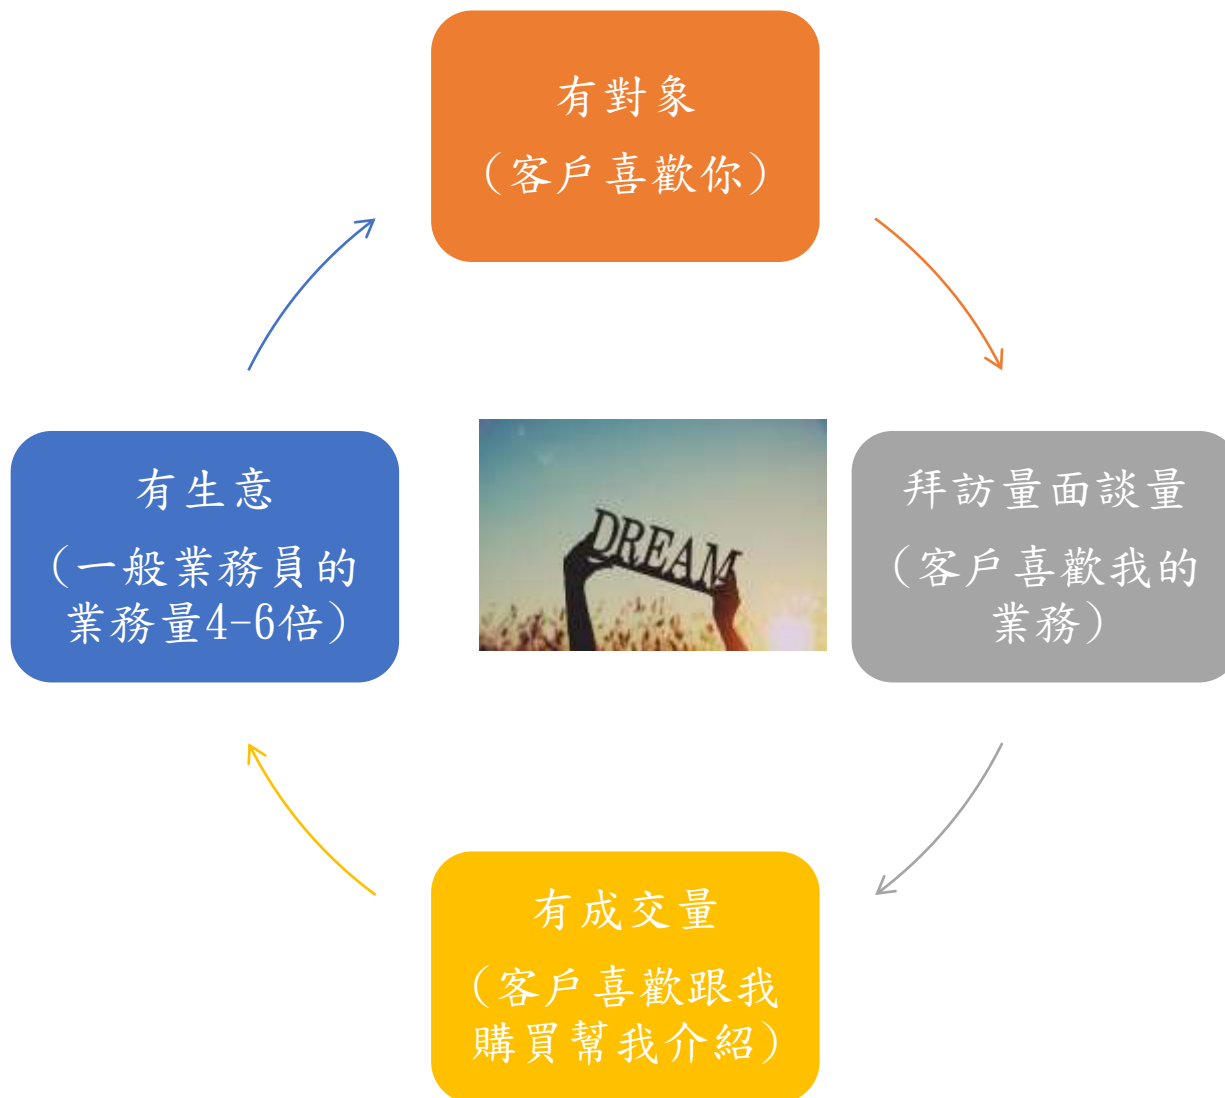 有對象
（客戶喜歡你）
拜訪量面談量
（客戶喜歡我的
業務）
有成交量
（客戶喜歡跟我
購買幫我介紹）
有生意
（一般業務員的
業務量4-6倍）
DREAM